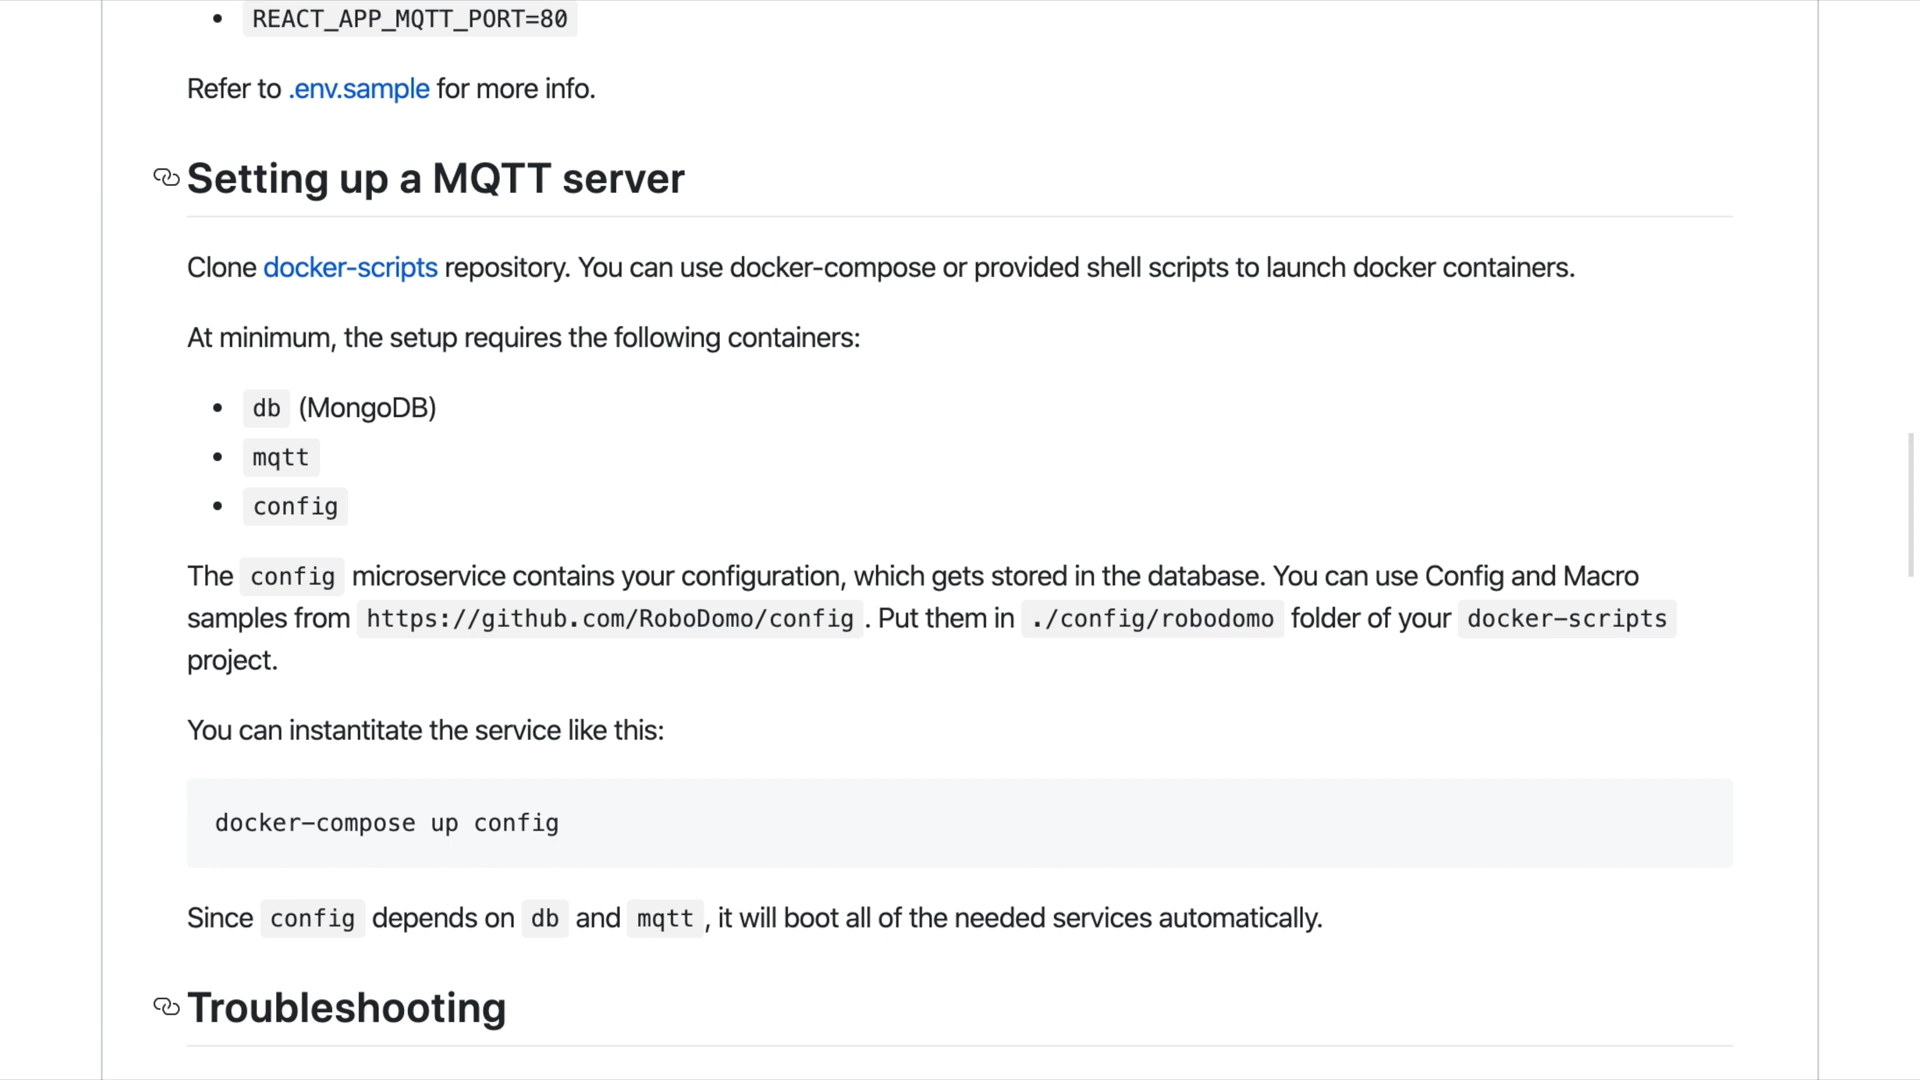 REACT_APP_MQTT_PORT=80
Refer to .env.sample for more info.
Setting up a MQTT server
Clone docker-scripts repository. You can use docker-compose or provided shell scripts to launch docker containers.
At minimum, the setup requires the following containers:
db (MongoDB)
mqtt
config
The config microservice contains your configuration, which gets stored in the database. You can use Config and Macro
samples from https://github.com/RoboDomo/config . Put them in ./config/robodomo folder of your docker-scripts
project.
You can instantitate the service like this:
docker-compose up config
Since config depends on db and mqtt , it will boot all of the needed services automatically.
Troubleshooting